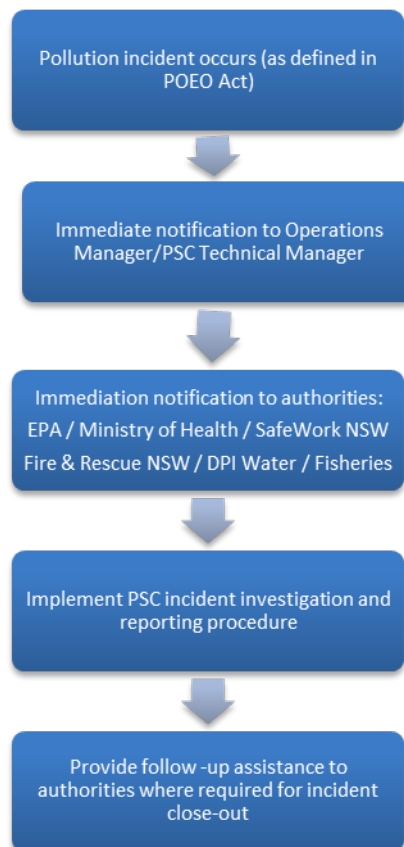 Pollution incident occurs (as defined in
POEO Act)
Immediate notification to Operations
Manager/PSC Technical Manager
Immediation notification to authorities:
EPA / Ministry of Health / SafeWork NSW
Fire & Rescue NSW / DPI Water / Fisheries
Implement PSC incident investigation and
reporting procedure
Provide follow -up assistance to
authorities where required for incident
close-out